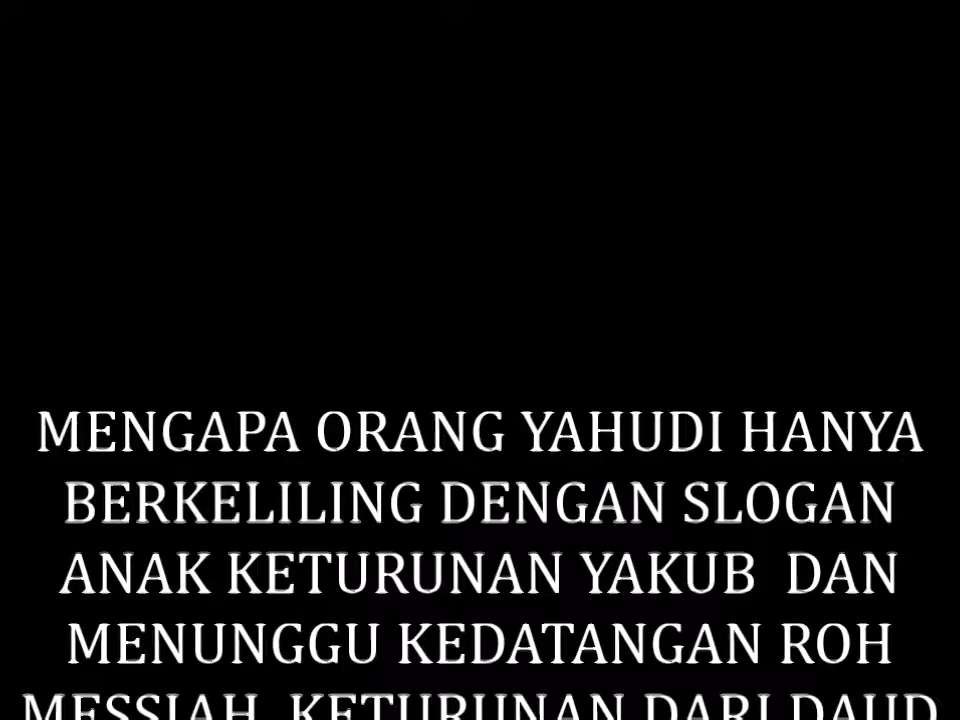 MENGAPA ORANG YAHUDI HANYA
BERKELILING DENGAN SLOGAN
ANAK KETURUNAN YAKUB DAN
MENUNGGU KEDATANGAN ROH
MESSIAH KETURUNAN DARI DAUD